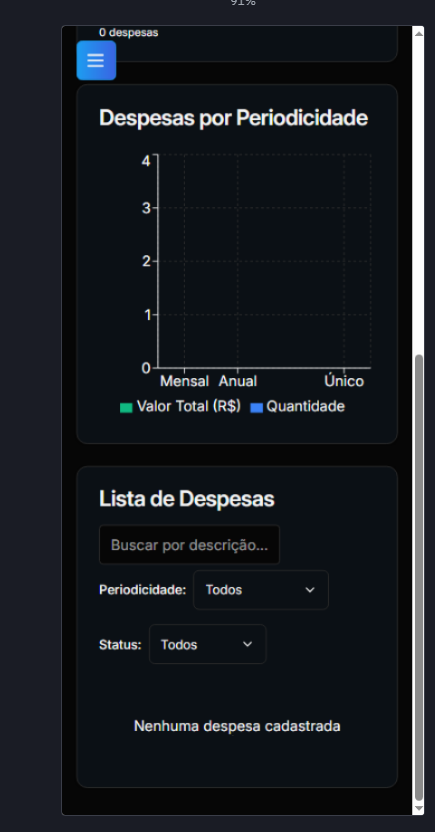 91%
0 despesas
Despesas por Periodicidade
4
3
2
1
0
Mensal Anual Único
Valor Total (R$) Quantidade
Lista de Despesas
Buscar por descrição...
Periodicidade: Todos
Status: Todos
Nenhuma despesa cadastrada